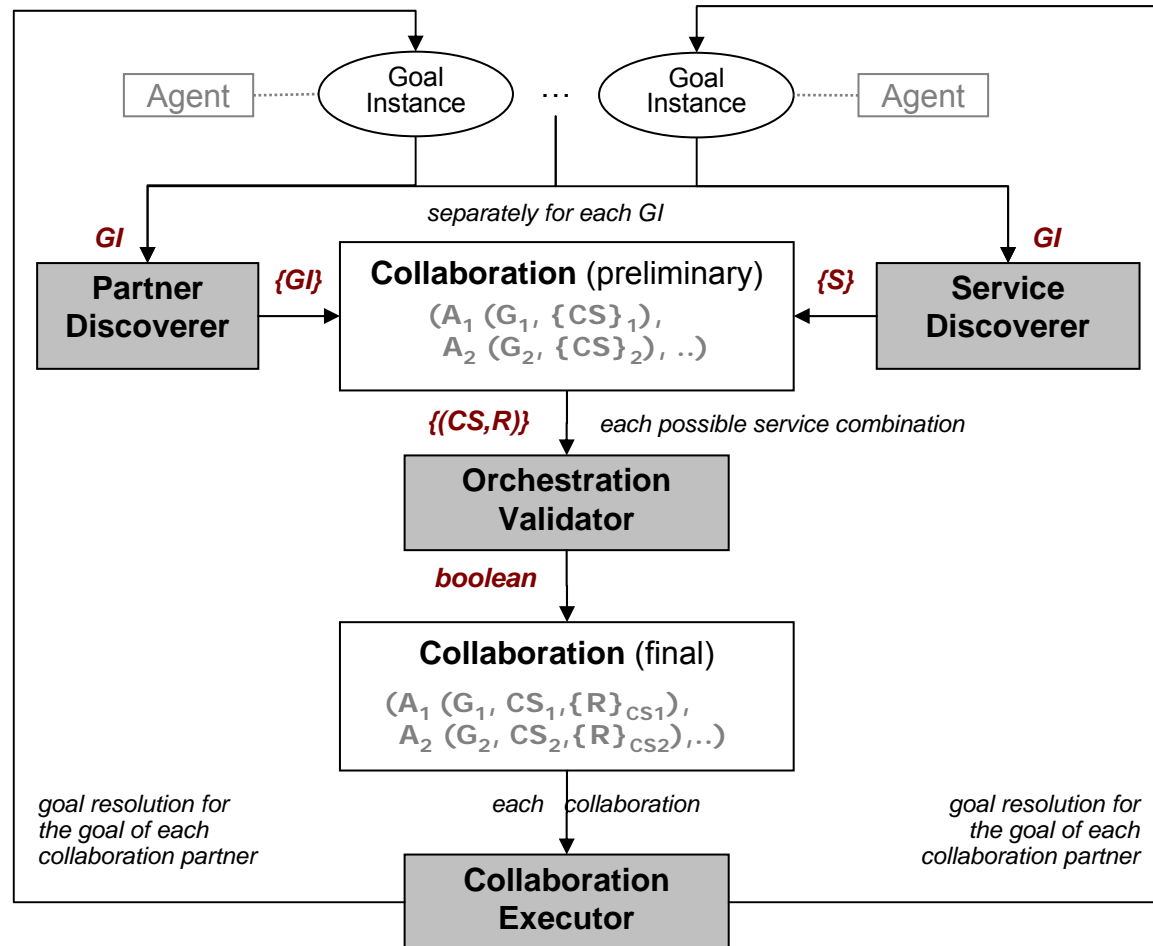 Goal
Instance
Agent
...
Goal
Instance
Agent
separately for each GI
GI
GI
Partner
Discoverer
{GI}
Collaboration (preliminary)
(A1 (G1, {CS}1),
A2 (G2, {CS}2), ..)
{S}
Service
Discoverer
{(CS,R)}
each possible service combination
Orchestration
Validator
boolean
Collaboration (final)
(A1 (G1, CS1,{R}CS1),
A2 (G2, CS2,{R}CS2),..)
goal resolution for
the goal of each
collaboration partner
each collaboration
goal resolution for
the goal of each
collaboration partner
Collaboration
Executor